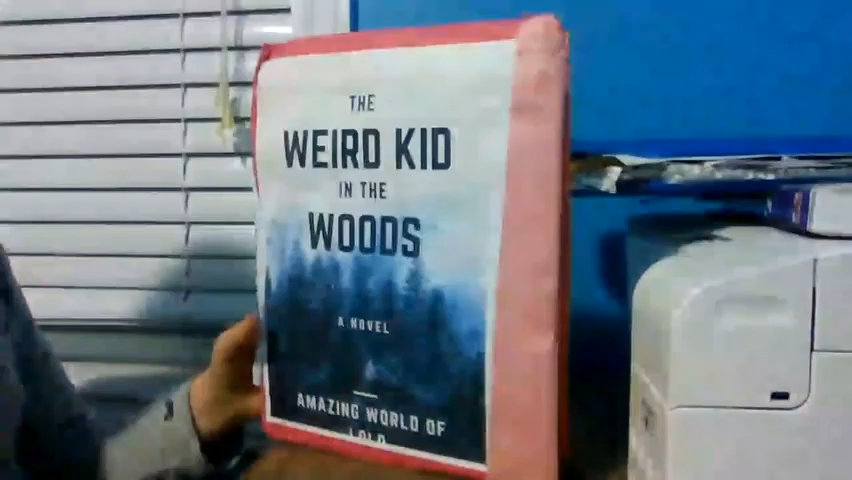 THE
WEIRD KID
IN THE
WOODS
A NOVEL
AMAZING WORLD OF